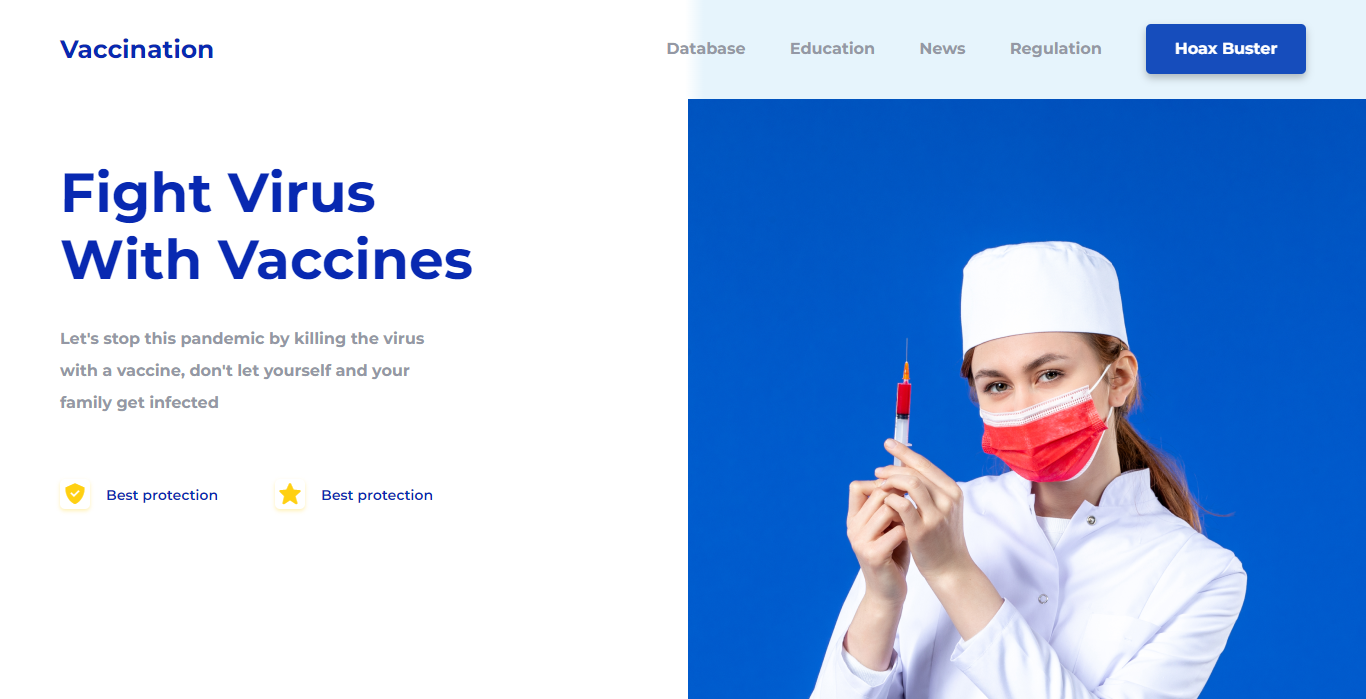 Vaccination
Database
Education
News
Regulation
Hoax Buster
Fight Virus
With Vaccines
Let's stop this pandemic by killing the virus
with a vaccine, don't let yourself and your
family get infected
Best protection
Best protection